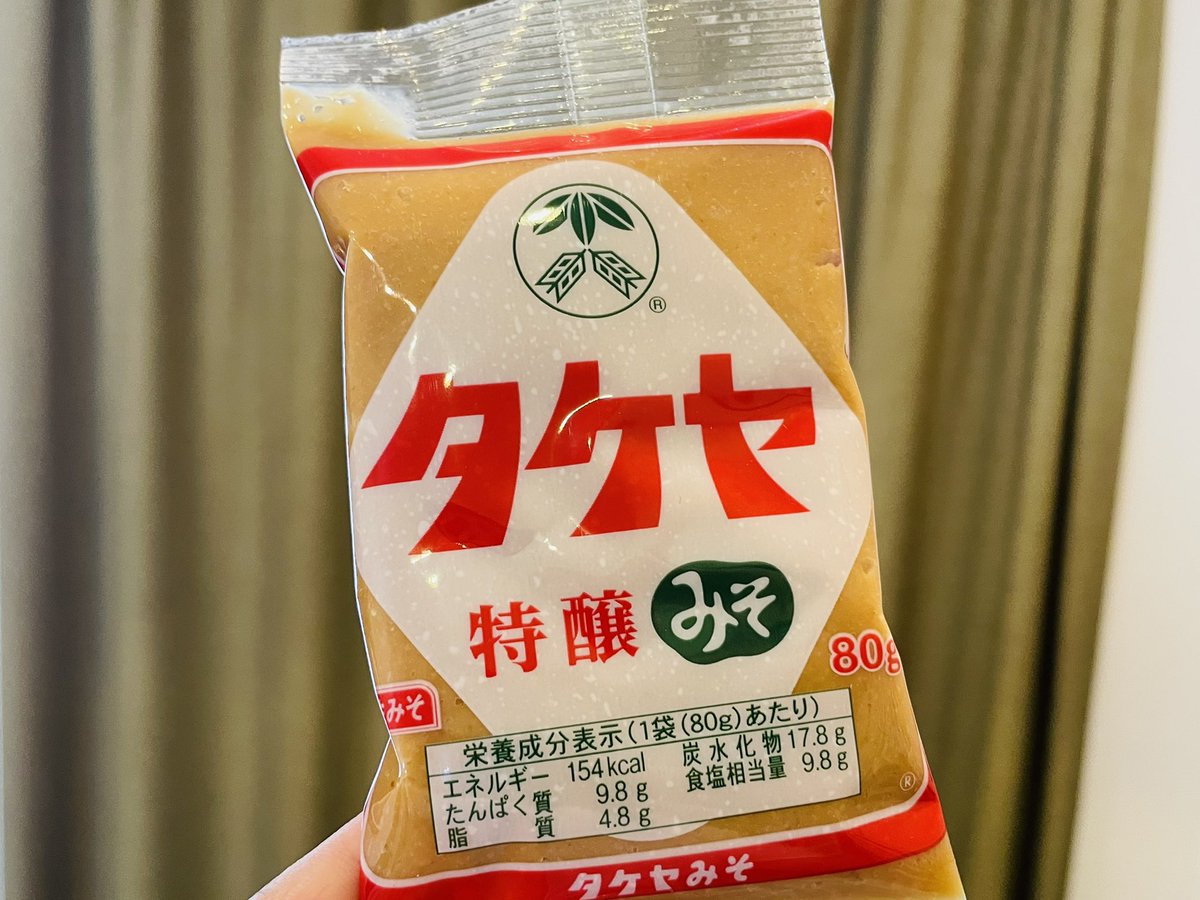 ®
タケヤ
特醸 みそ
80g
みそ
栄養成分表示(1袋(80g)あたり)
エネルギー 154kcal 炭水化物 17.8g
たんぱく質 9.8g 食塩相当量 9.8g
脂質 4.8g
®
タケヤみそ